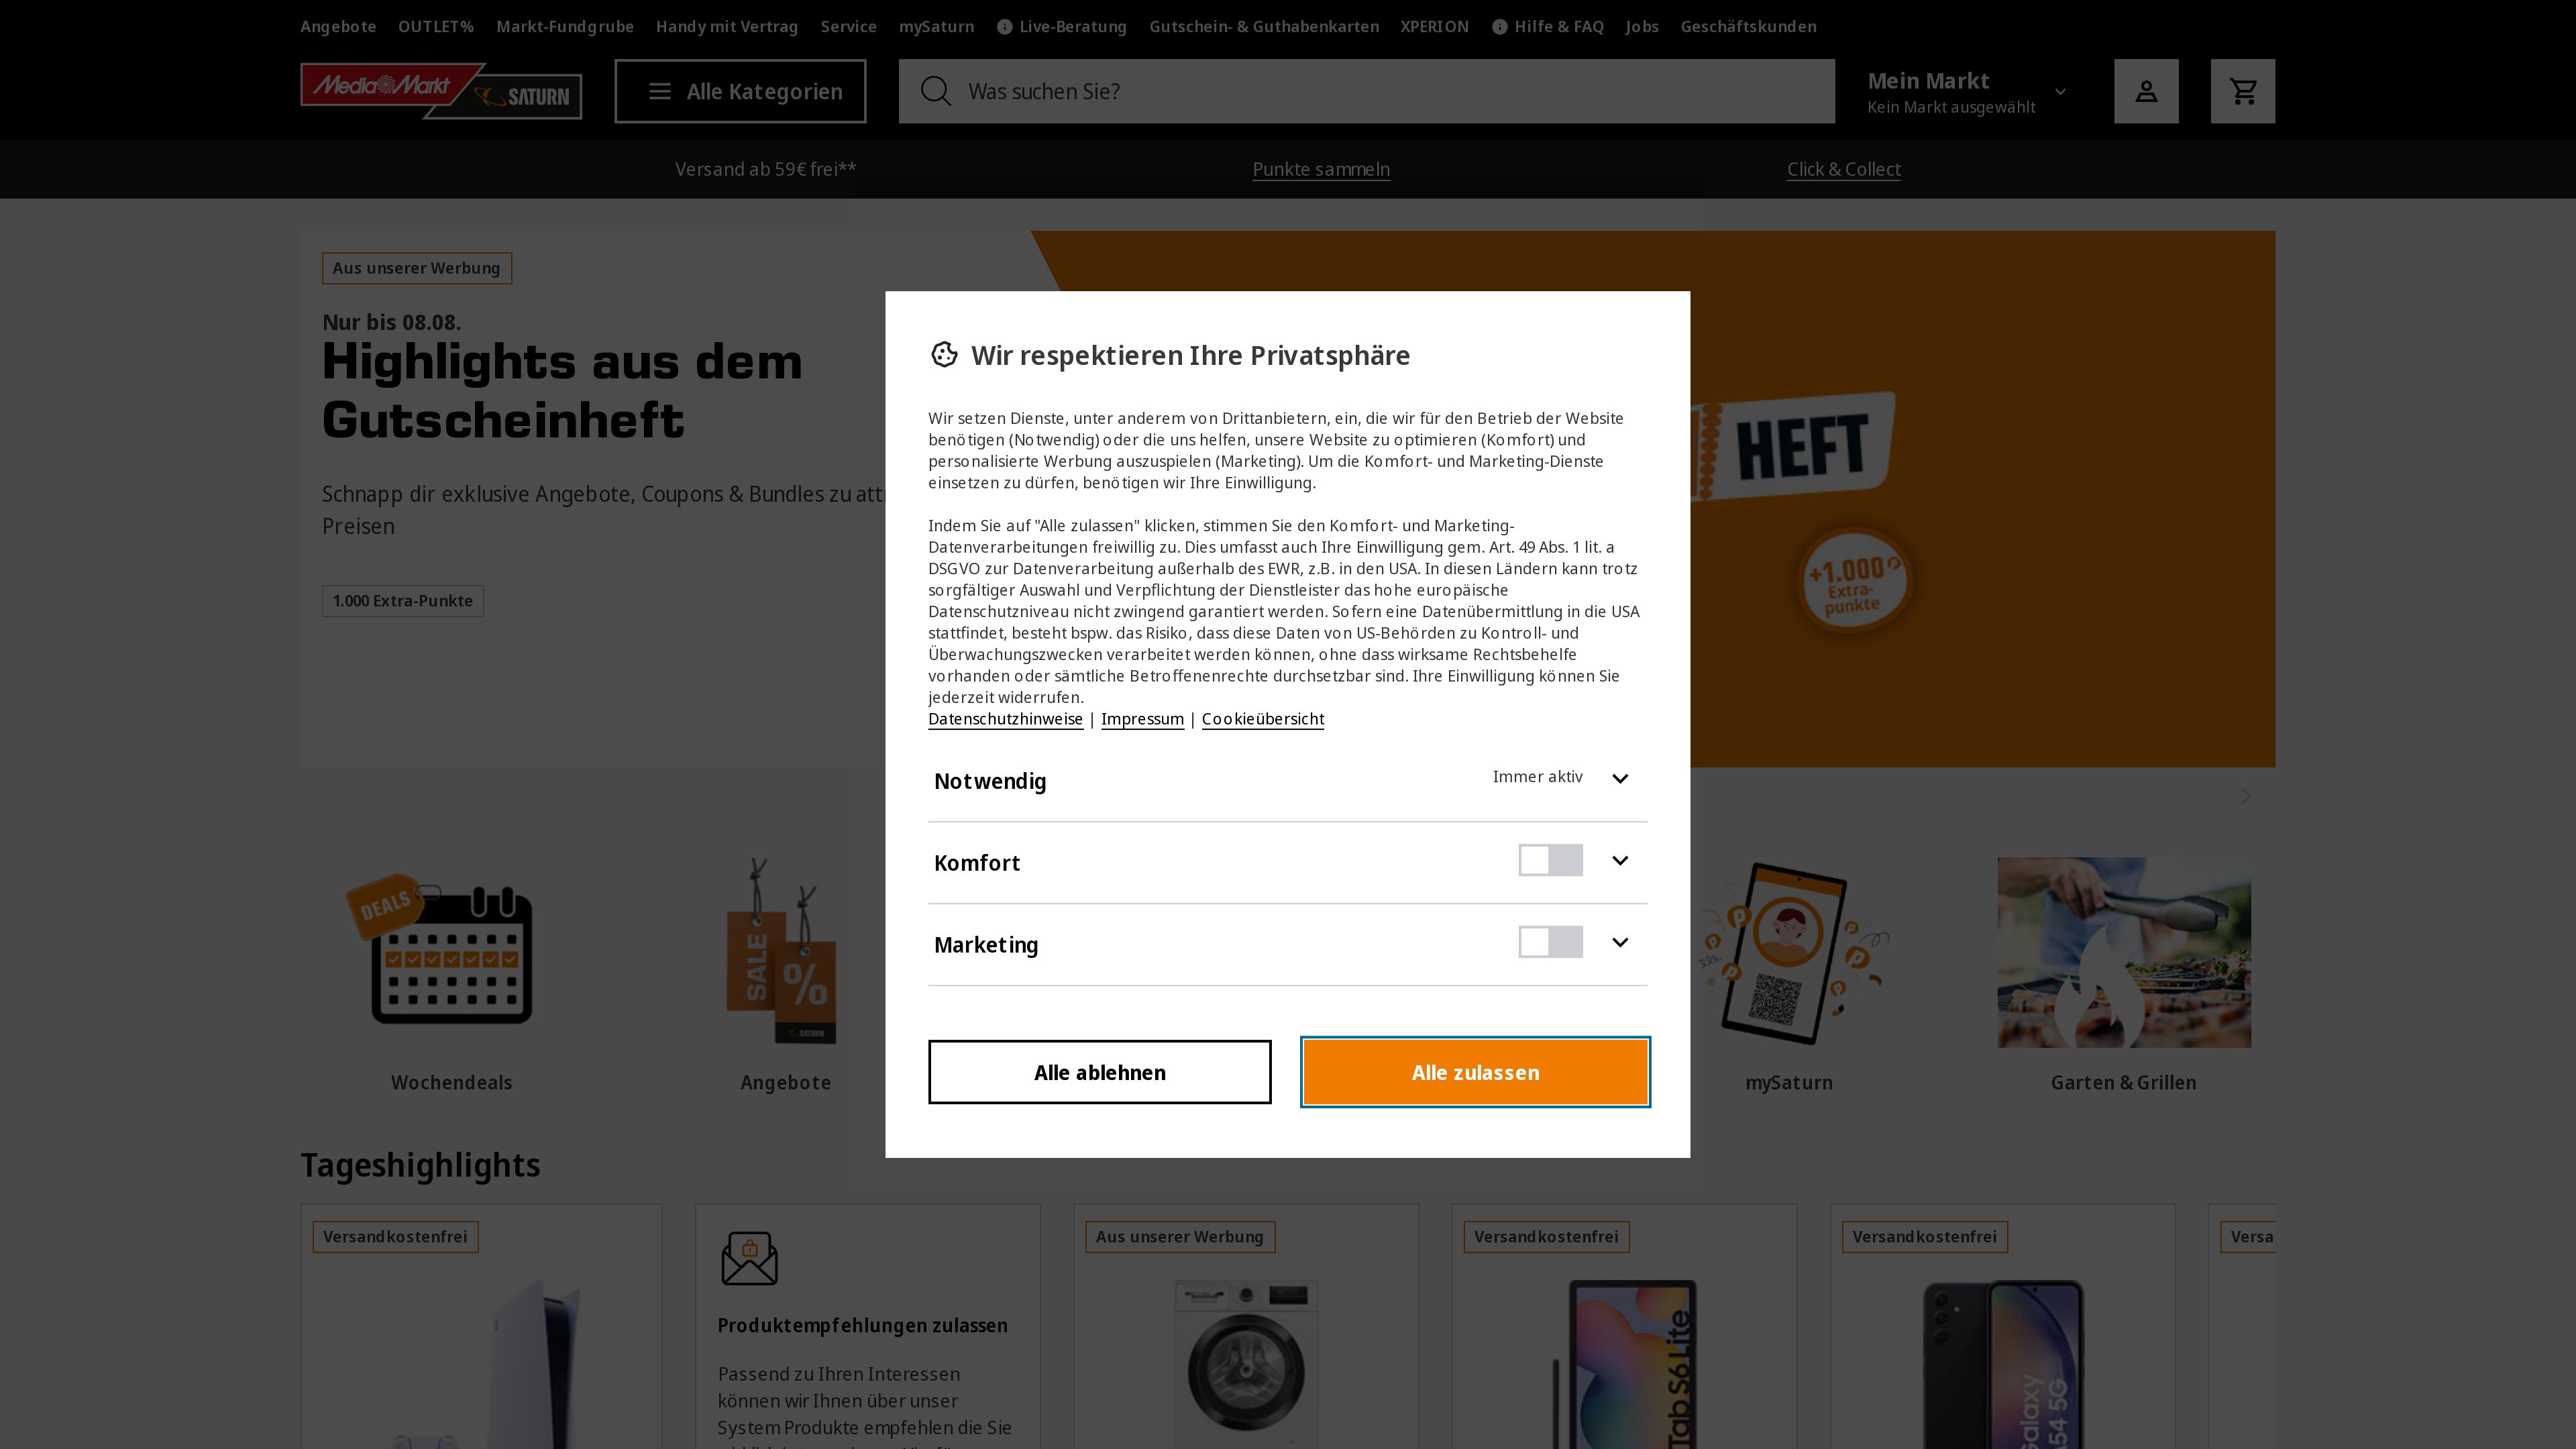 Angebote OUTLET% Markt-Fundgrube Handy mit Vertrag Service mySaturn Live-Beratung Gutschein- & Guthabenkarten XPERION Hilfe & FAQ Jobs Geschäftskunden
MediaMarkt SATURN
Alle Kategorien
Was suchen Sie?
Mein Markt
Kein Markt ausgewählt
Versand ab 59€ frei** Punkte sammeln Click & Collect
Aus unserer Werbung
Nur bis 08.08.
Highlights aus dem
Gutscheinheft
Schnapp dir exklusive Angebote, Coupons & Bundles zu
Preisen
1.000 Extra-Punkte
HEFT
+1.000 P
Extra-
punkte
Wir respektieren Ihre Privatsphäre
Wir setzen Dienste, unter anderem von Drittanbietern, ein, die wir für den Betrieb der Website
benötigen (Notwendig) oder die uns helfen, unsere Website zu optimieren (Komfort) und
personalisierte Werbung auszuspielen (Marketing). Um die Komfort- und Marketing-Dienste
einsetzen zu dürfen, benötigen wir Ihre Einwilligung.
Indem Sie auf "Alle zulassen" klicken, stimmen Sie den Komfort- und Marketing-
Datenverarbeitungen freiwillig zu. Dies umfasst auch Ihre Einwilligung gem. Art. 49 Abs. 1 lit. a
DSGVO zur Datenverarbeitung außerhalb des EWR, z.B. in den USA. In diesen Ländern kann trotz
sorgfältiger Auswahl und Verpflichtung der Dienstleister das hohe europäische
Datenschutzniveau nicht zwingend garantiert werden. Sofern eine Datenübermittlung in die USA
stattfindet, besteht bspw. das Risiko, dass diese Daten von US-Behörden zu Kontroll- und
Überwachungszwecken verarbeitet werden können, ohne dass wirksame Rechtsbehelfe
vorhanden oder sämtliche Betroffenenrechte durchsetzbar sind. Ihre Einwilligung können Sie
jederzeit widerrufen.
Datenschutzhinweise | Impressum | Cookieübersicht
Notwendig Immer aktiv
Komfort
Marketing
Alle ablehnen Alle zulassen
DEALS
SALE % SATURN
Wochendeals Angebote mySaturn Garten & Grillen
Tageshighlights
Versandkostenfrei
Produktempfehlungen zulassen
Passend zu Ihren Interessen
können wir Ihnen über unser
System Produkte empfehlen die Sie
Aus unserer Werbung
Versandkostenfrei
Tab S6 Lite
Versandkostenfrei
Galaxy
A54 5G